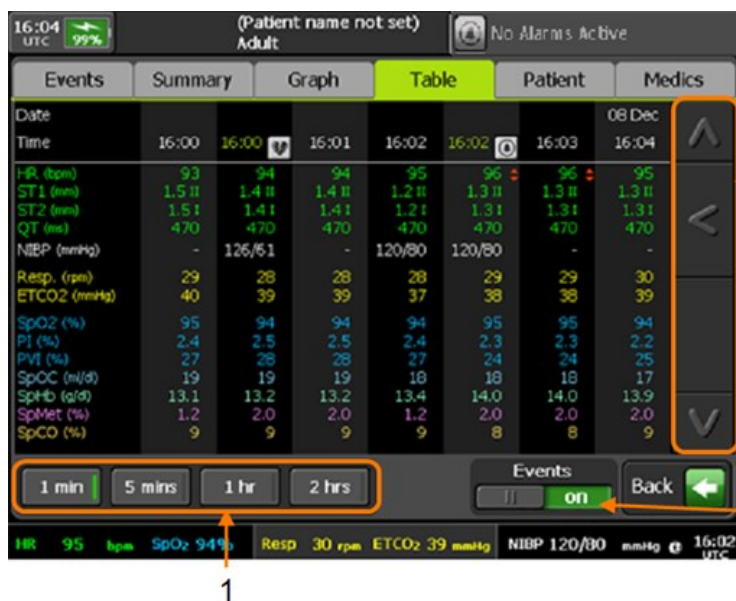 16:04 UTC 99% (Patient name not set) Adult No Alarms Active
Events Summary Graph Table Patient Medics
Date 08 Dec
Time 16:00 16:00 16:01 16:02 16:02 16:03 16:04
HR (bpm) 93 94 94 95 96 96 95
ST1 (mm) 1.5 II 1.4 II 1.4 II 1.2 II 1.3 II 1.3 II 1.3 II
ST2 (mm) 1.5 I 1.4 I 1.4 I 1.2 I 1.3 I 1.3 I 1.3 I
QT (ms) 470 470 470 470 470 470 470
NIBP (mmHg) - 126/61 - 120/80 120/80 - -
Resp. (rpm) 29 28 28 28 29 29 30
ETCO2 (mmHg) 40 39 39 37 38 38 39
SpO2 (%) 95 94 94 94 95 95 94
PI (%) 2.4 2.5 2.5 2.4 2.3 2.3 2.2
PVI (%) 27 28 28 27 24 24 25
SpOC (ml/dl) 19 19 19 18 18 18 17
SpHb (g/dl) 13.1 13.2 13.2 13.4 14.0 14.0 13.9
SpMet (%) 1.2 2.0 2.0 1.2 2.0 2.0 2.0
SpCO (%) 9 9 9 9 8 8 9
1 min 5 mins 1 hr 2 hrs Events on Back
HR 95 bpm SpO2 94% Resp 30 rpm ETCO2 39 mmHg NIBP 120/80 mmHg @ 16:02 UTC
1